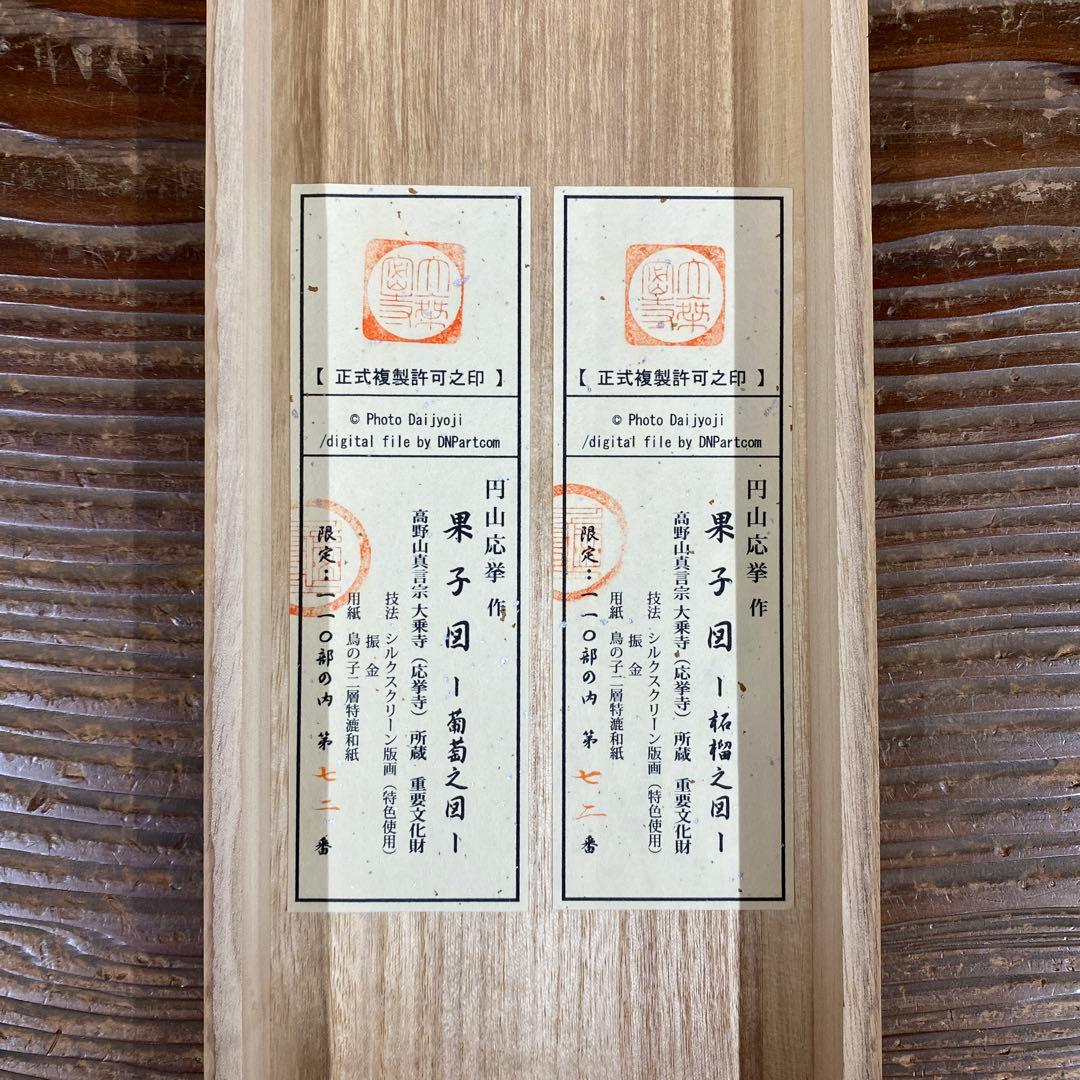 【 正式複製許可之印 】
© Photo Daijyoji
/digital file by DNPartcom
円山応挙 作
果子図 ー柘榴之図ー
高野山真言宗 大乗寺（応挙寺） 所蔵 重要文化財
技法 シルクスクリーン版画（特色使用）
振金
用紙 鳥の子二層特漉和紙
限定：一一〇部の内 第 七二 番
【 正式複製許可之印 】
© Photo Daijyoji
/digital file by DNPartcom
円山応挙 作
果子図 ー葡萄之図ー
高野山真言宗 大乗寺（応挙寺） 所蔵 重要文化財
技法 シルクスクリーン版画（特色使用）
振金
用紙 鳥の子二層特漉和紙
限定：一一〇部の内 第 七二 番